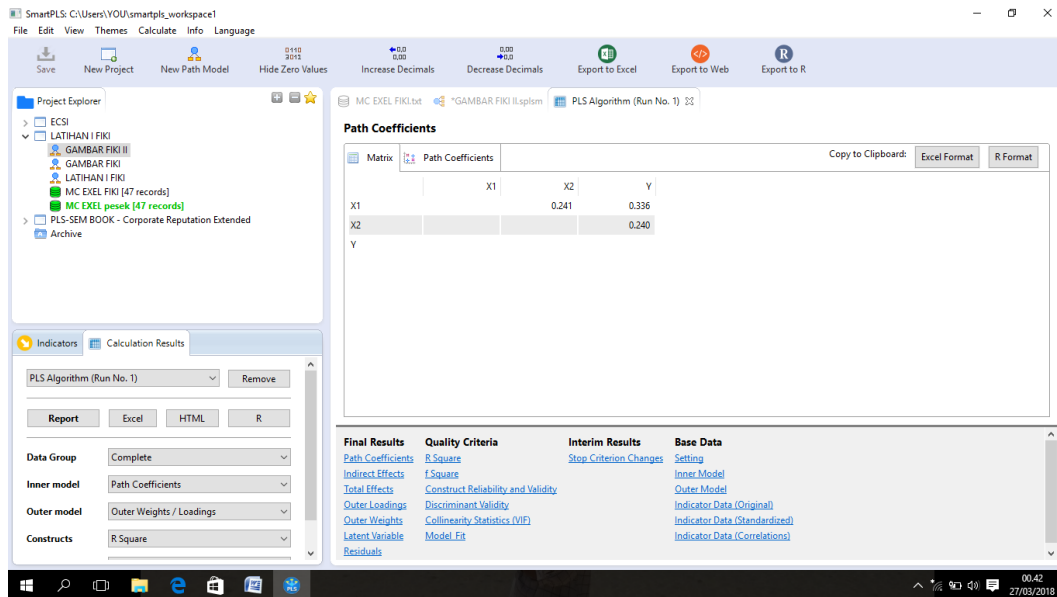 SmartPLS: C:\Users\YOU\smartpls_workspace1
File Edit View Themes Calculate Info Language
Save New Project New Path Model Hide Zero Values Increase Decimals Decrease Decimals Export to Excel Export to Web Export to R
Project Explorer
ECSI
LATIHAN I FIKI
GAMBAR FIKI II
GAMBAR FIKI
LATIHAN I FIKI
MC EXEL FIKI [47 records]
MC EXEL pesek [47 records]
PLS-SEM BOOK - Corporate Reputation Extended
Archive
Indicators Calculation Results
PLS Algorithm (Run No. 1) Remove
Report Excel HTML R
Data Group Complete
Inner model Path Coefficients
Outer model Outer Weights / Loadings
Constructs R Square
MC EXEL FIKI.txt *GAMBAR FIKI II.splsm PLS Algorithm (Run No. 1)
Path Coefficients
Matrix Path Coefficients Copy to Clipboard: Excel Format R Format
X1 X2 Y
X1 0.241 0.336
X2 0.240
Y
Final Results Quality Criteria Interim Results Base Data
Path Coefficients R Square Stop Criterion Changes Setting
Indirect Effects f Square Inner Model
Total Effects Construct Reliability and Validity Outer Model
Outer Loadings Discriminant Validity Indicator Data (Original)
Outer Weights Collinearity Statistics (VIF) Indicator Data (Standardized)
Latent Variable Model_Fit Indicator Data (Correlations)
Residuals
00.42
27/03/2018